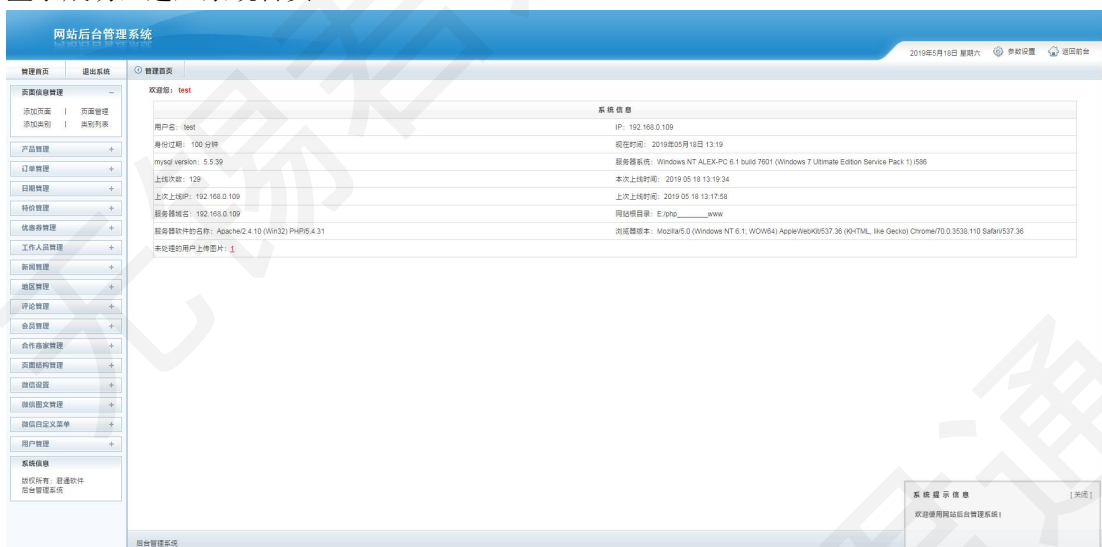 网站后台管理系统
2019年5月18日 星期六 参数设置 返回前台
管理首页 退出系统 管理首页
页面信息管理 －
添加页面 | 页面管理
添加类别 | 类别列表
产品管理 +
订单管理 +
日期管理 +
特价管理 +
优惠券管理 +
工作人员管理 +
新闻管理 +
地区管理 +
评论管理 +
会员管理 +
合作商家管理 +
页面结构管理 +
微信设置 +
微信图文管理 +
微信自定义菜单 +
用户管理 +
系统信息
版权所有：君通软件
后台管理系统
欢迎您： test
系 统 信 息
用户名： test IP：192.168.0.109
身份过期： 100 分钟 现在时间： 2019年05月18日 13:19
mysql version：5.5.39 服务器系统：Windows NT ALEX-PC 6.1 build 7601 (Windows 7 Ultimate Edition Service Pack 1) i586
上线次数：129 本次上线时间： 2019 05 18 13:19:34
上次上线IP：192.168.0.109 上次上线时间：2019 05 18 13:17:58
服务器域名：192.168.0.109 网站根目录：E:/php_______www
服务器软件的名称：Apache/2.4.10 (Win32) PHP/5.4.31 浏览器版本：Mozilla/5.0 (Windows NT 6.1; WOW64) AppleWebKit/537.36 (KHTML, like Gecko) Chrome/70.0.3538.110 Safari/537.36
未处理的用户上传图片：1
系 统 提 示 信 息 [关闭]
欢迎使用网站后台管理系统！
后台管理系统